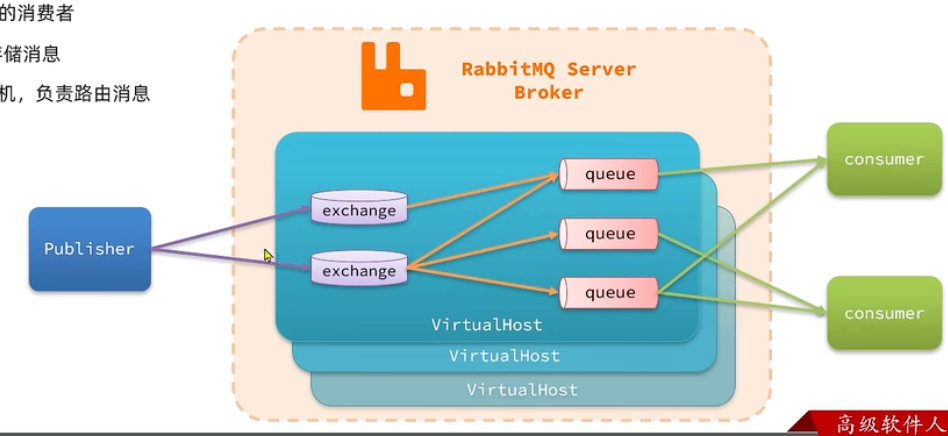 的消费者
存储消息
机，负责路由消息
RabbitMQ Server
Broker
Publisher
exchange
exchange
queue
queue
queue
consumer
consumer
VirtualHost
VirtualHost
VirtualHost
高级软件人